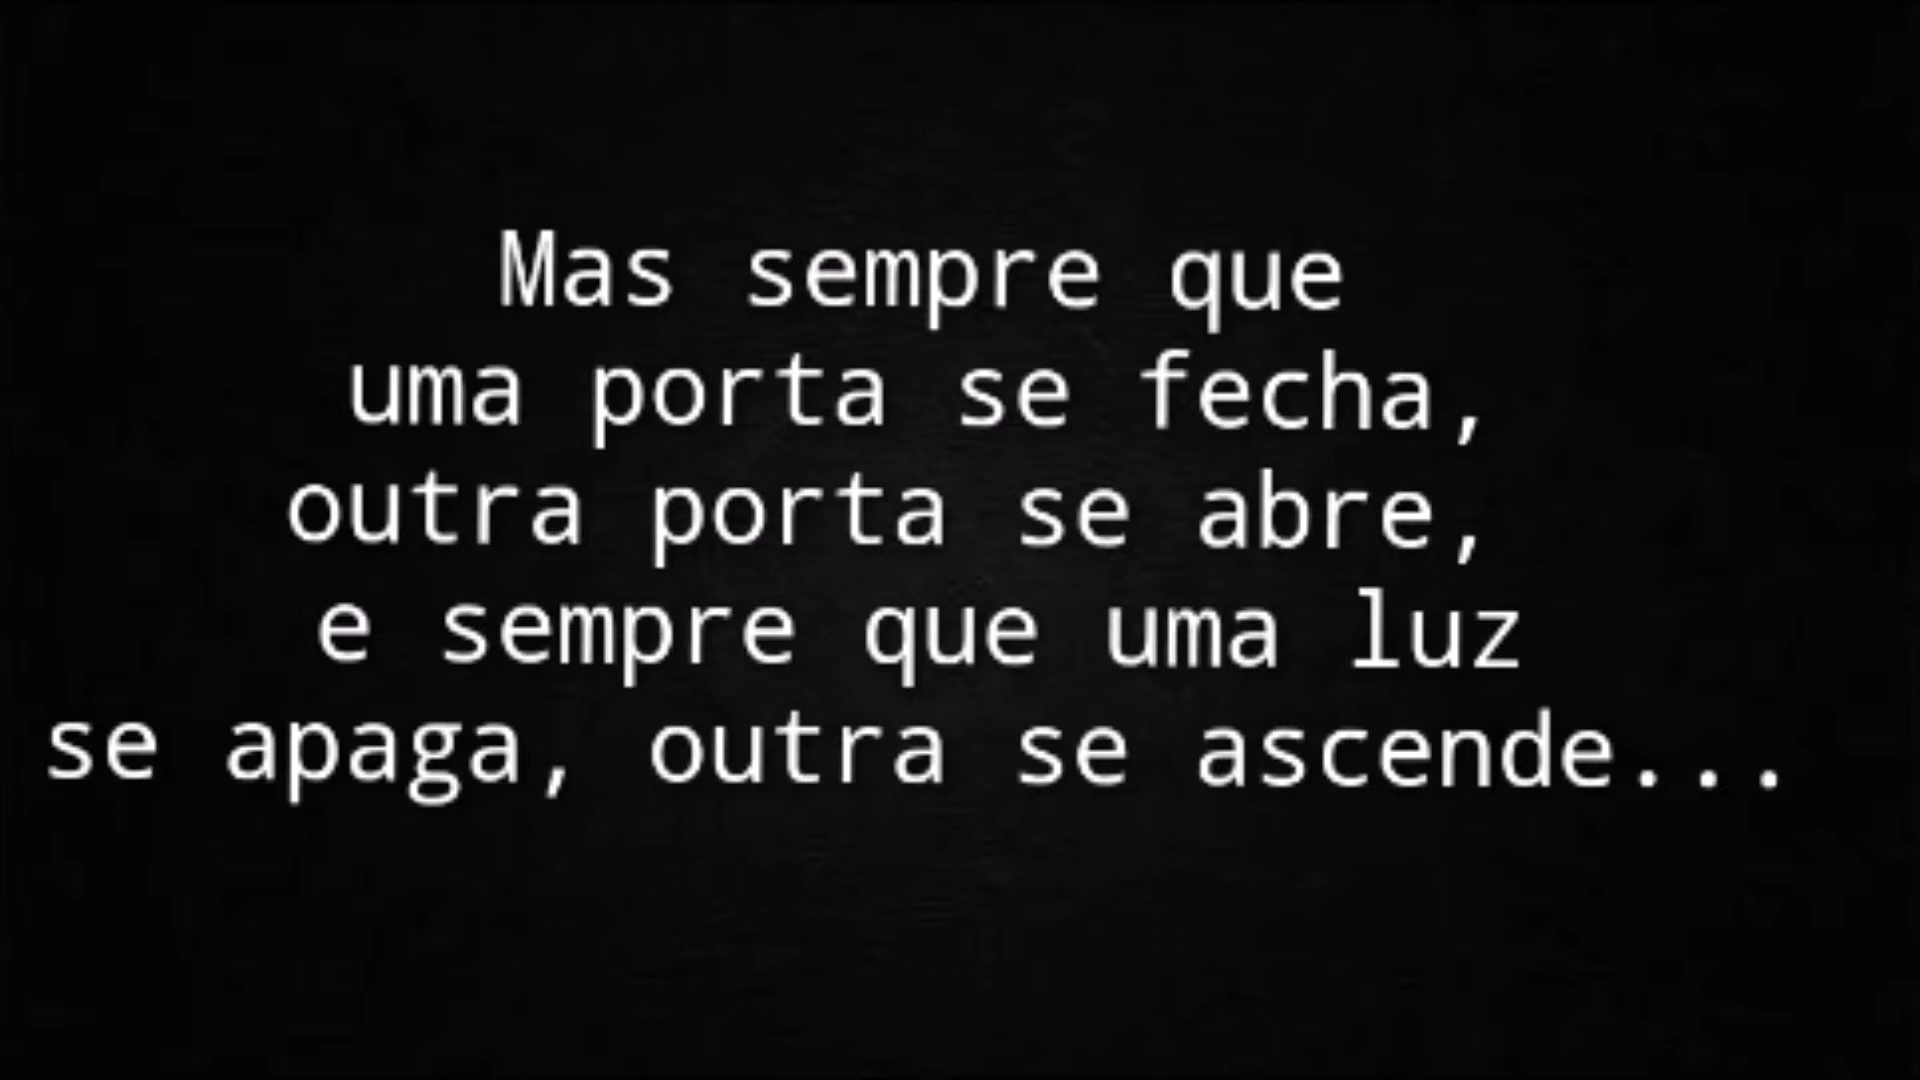 Mas sempre que
uma porta se fecha,
outra porta se abre,
e sempre que uma luz
se apaga, outra se ascende...